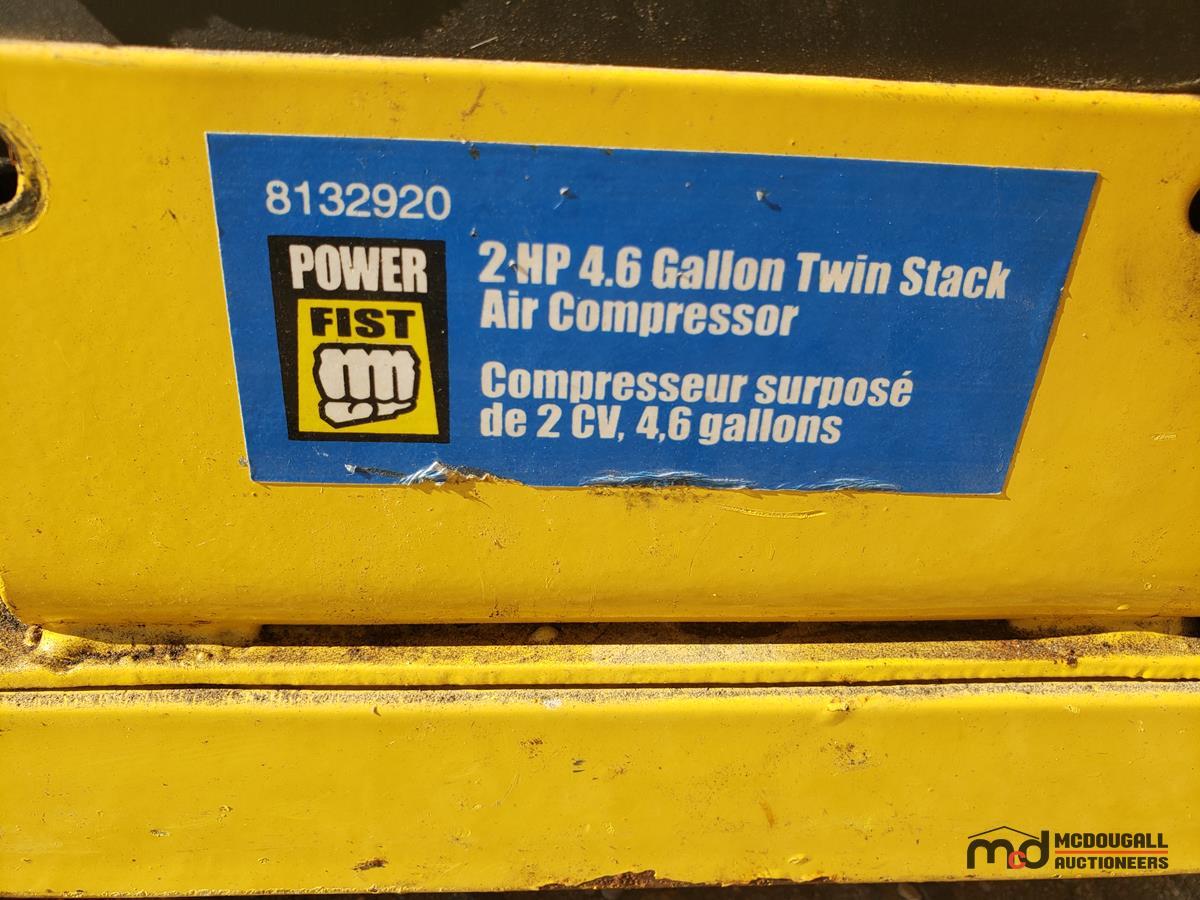 8132920
POWER
FIST
2 HP 4.6 Gallon Twin Stack
Air Compressor
Compresseur surposé
de 2 CV, 4,6 gallons
mcd MCDOUGALL
AUCTIONEERS